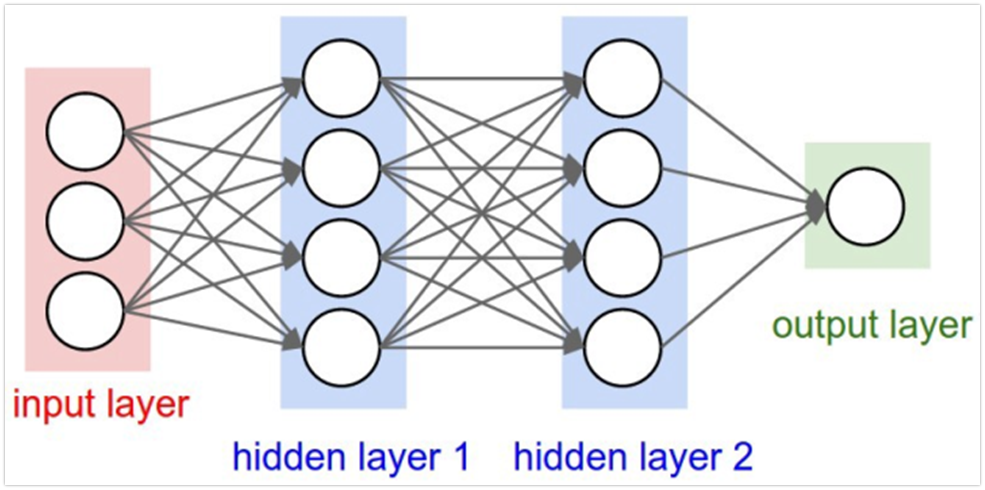 input layer
hidden layer 1
hidden layer 2
output layer